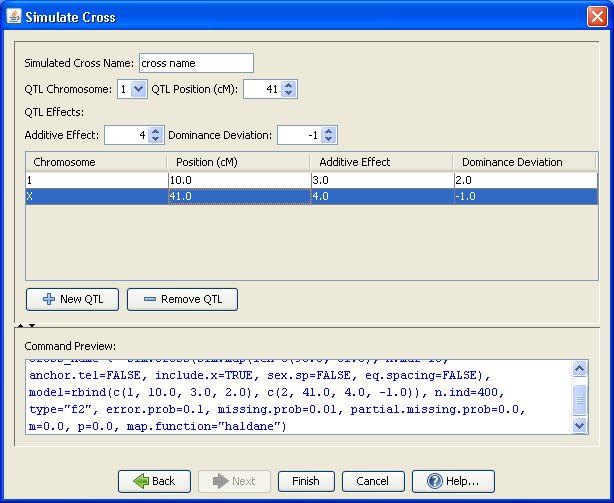 Simulate Cross
Simulated Cross Name: cross name
QTL Chromosome: 1 QTL Position (cM): 41
QTL Effects:
Additive Effect: 4 Dominance Deviation: -1
Chromosome Position (cM) Additive Effect Dominance Deviation
1 10.0 3.0 2.0
X 41.0 4.0 -1.0
New QTL Remove QTL
Command Preview:
anchor.tel=FALSE, include.x=TRUE, sex.sp=FALSE, eq.spacing=FALSE),
model=rbind(c(1, 10.0, 3.0, 2.0), c(2, 41.0, 4.0, -1.0)), n.ind=400,
type="f2", error.prob=0.1, missing.prob=0.01, partial.missing.prob=0.0,
m=0.0, p=0.0, map.function="haldane")
Back Next Finish Cancel Help...